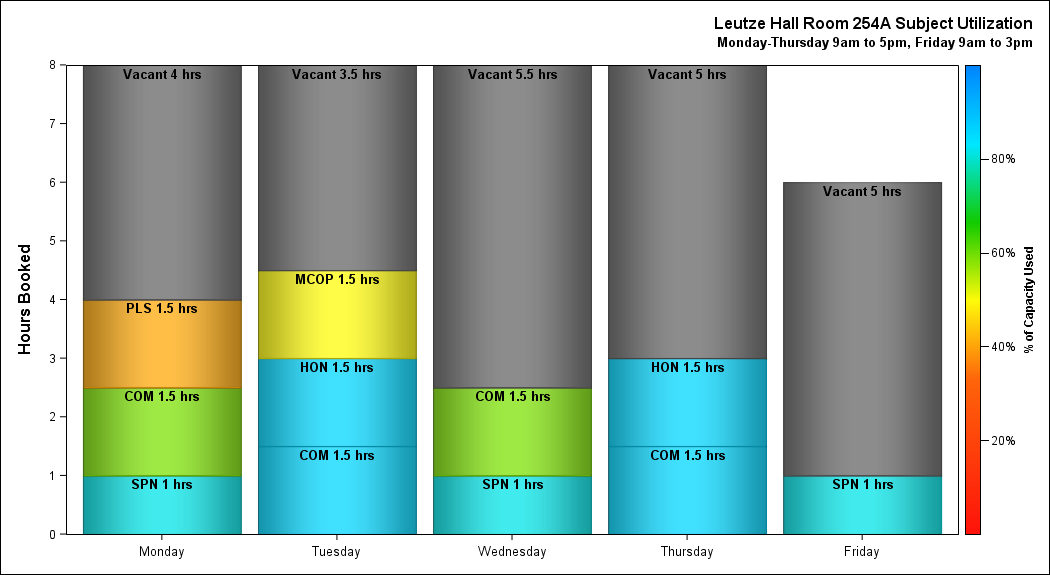 Leutze Hall Room 254A Subject Utilization
Monday-Thursday 9am to 5pm, Friday 9am to 3pm
Hours Booked
8
7
6
5
4
3
2
1
0
Vacant 4 hrs
PLS 1.5 hrs
COM 1.5 hrs
SPN 1 hrs
Vacant 3.5 hrs
MCOP 1.5 hrs
HON 1.5 hrs
COM 1.5 hrs
Vacant 5.5 hrs
COM 1.5 hrs
SPN 1 hrs
Vacant 5 hrs
HON 1.5 hrs
COM 1.5 hrs
Vacant 5 hrs
SPN 1 hrs
Monday
Tuesday
Wednesday
Thursday
Friday
80%
60%
40%
20%
% of Capacity Used